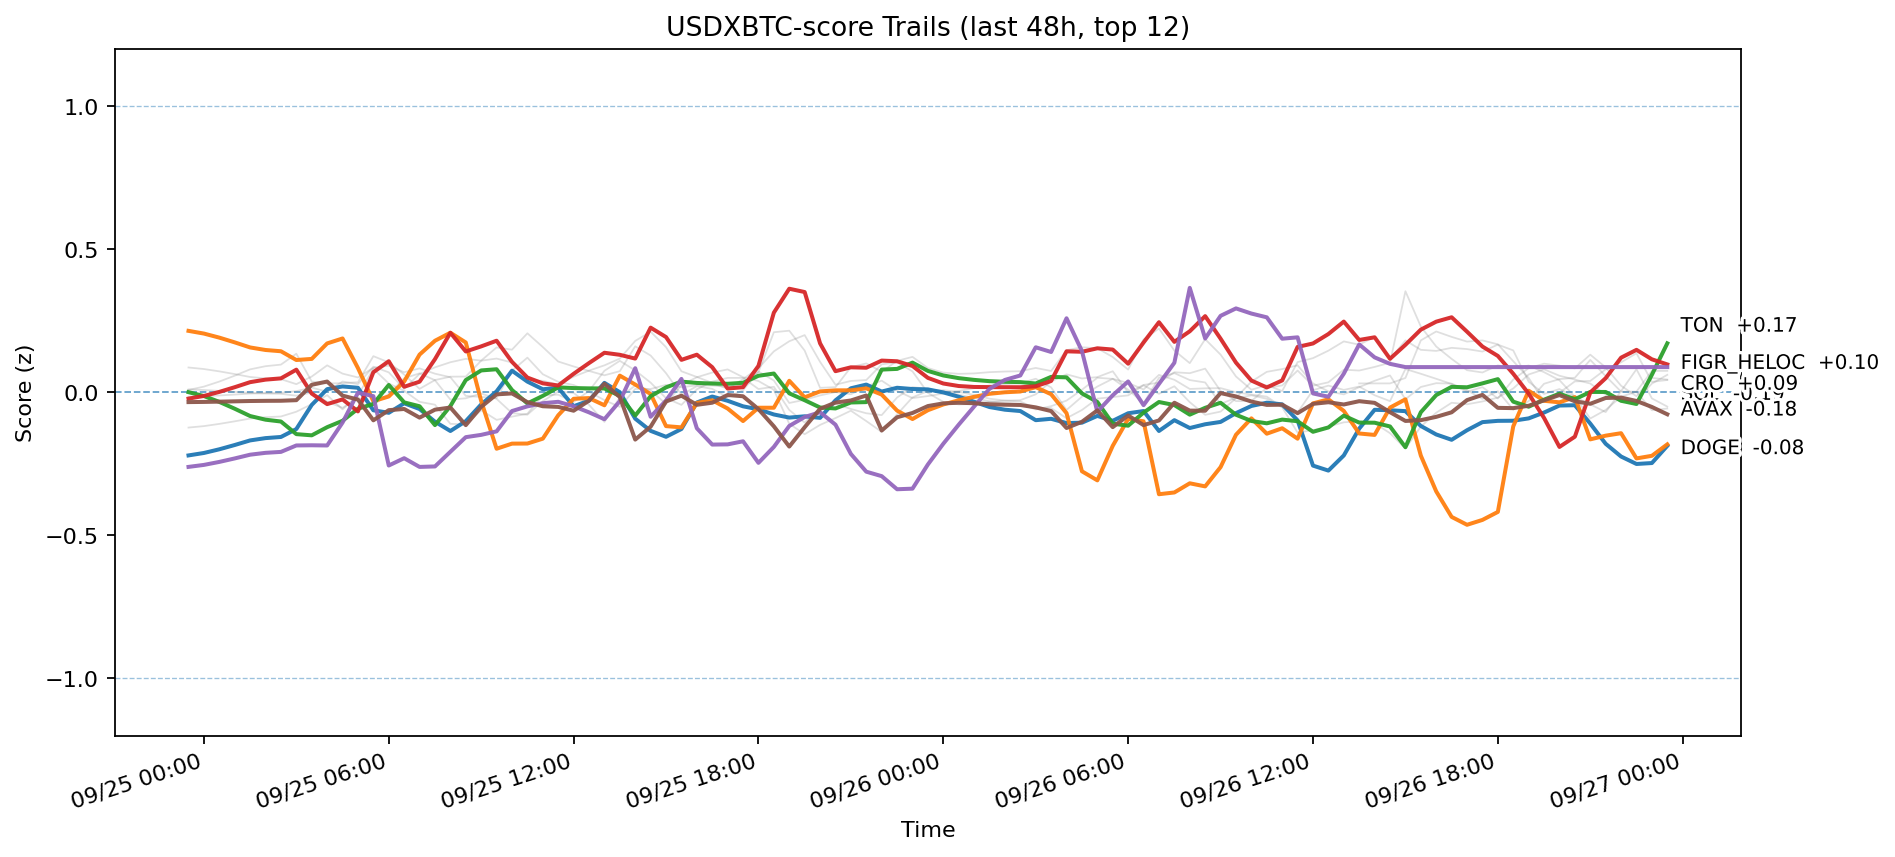 USDXBTC-score Trails (last 48h, top 12)
Score (z)
1.0
0.5
0.0
−0.5
−1.0
TON +0.17
FIGR_HELOC +0.10
CRO +0.09
-0.19
AVAX -0.18
DOGE -0.08
09/25 00:00
09/25 06:00
09/25 12:00
09/25 18:00
09/26 00:00
09/26 06:00
09/26 12:00
09/26 18:00
09/27 00:00
Time